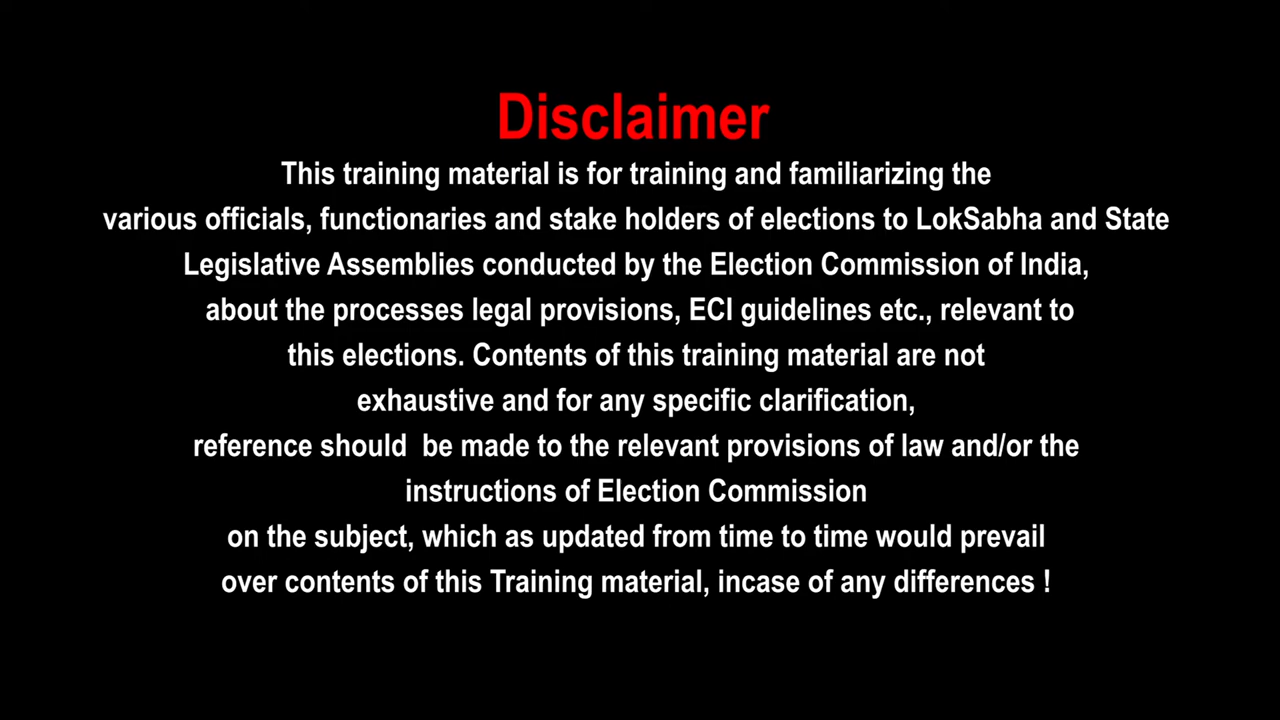 Disclaimer
This training material is for training and familiarizing the
various officials, functionaries and stake holders of elections to LokSabha and State
Legislative Assemblies conducted by the Election Commission of India,
about the processes legal provisions, ECI guidelines etc., relevant to
this elections. Contents of this training material are not
exhaustive and for any specific clarification,
reference should  be made to the relevant provisions of law and/or the
instructions of Election Commission
on the subject, which as updated from time to time would prevail
over contents of this Training material, incase of any differences !